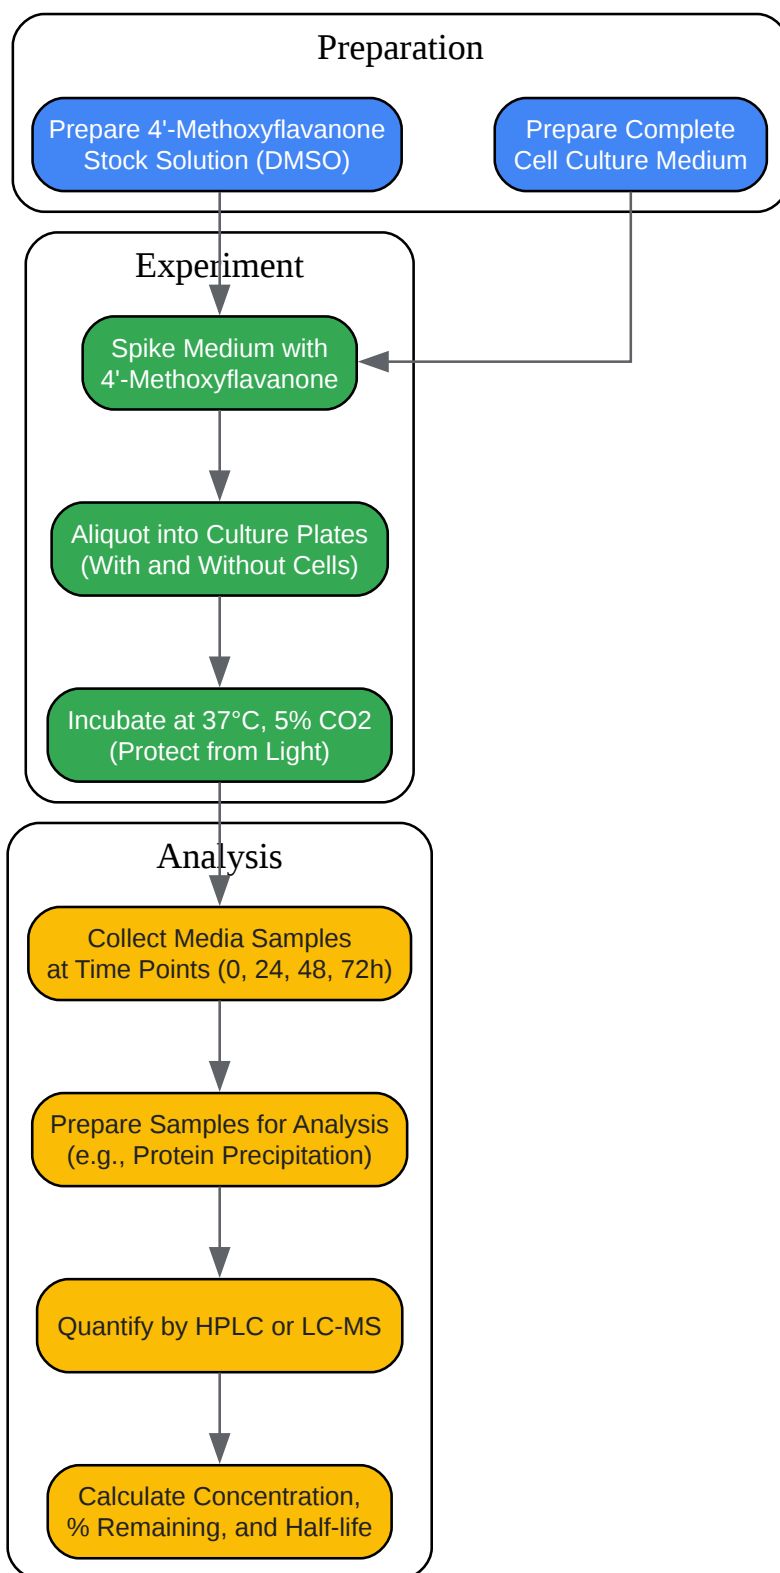 Preparation
Prepare 4'-Methoxyflavanone
Stock Solution (DMSO)
Prepare Complete
Cell Culture Medium
Experiment
Spike Medium with
4'-Methoxyflavanone
Aliquot into Culture Plates
(With and Without Cells)
Incubate at 37°C, 5% CO2
(Protect from Light)
Analysis
Collect Media Samples
at Time Points (0, 24, 48, 72h)
Prepare Samples for Analysis
(e.g., Protein Precipitation)
Quantify by HPLC or LC-MS
Calculate Concentration,
% Remaining, and Half-life